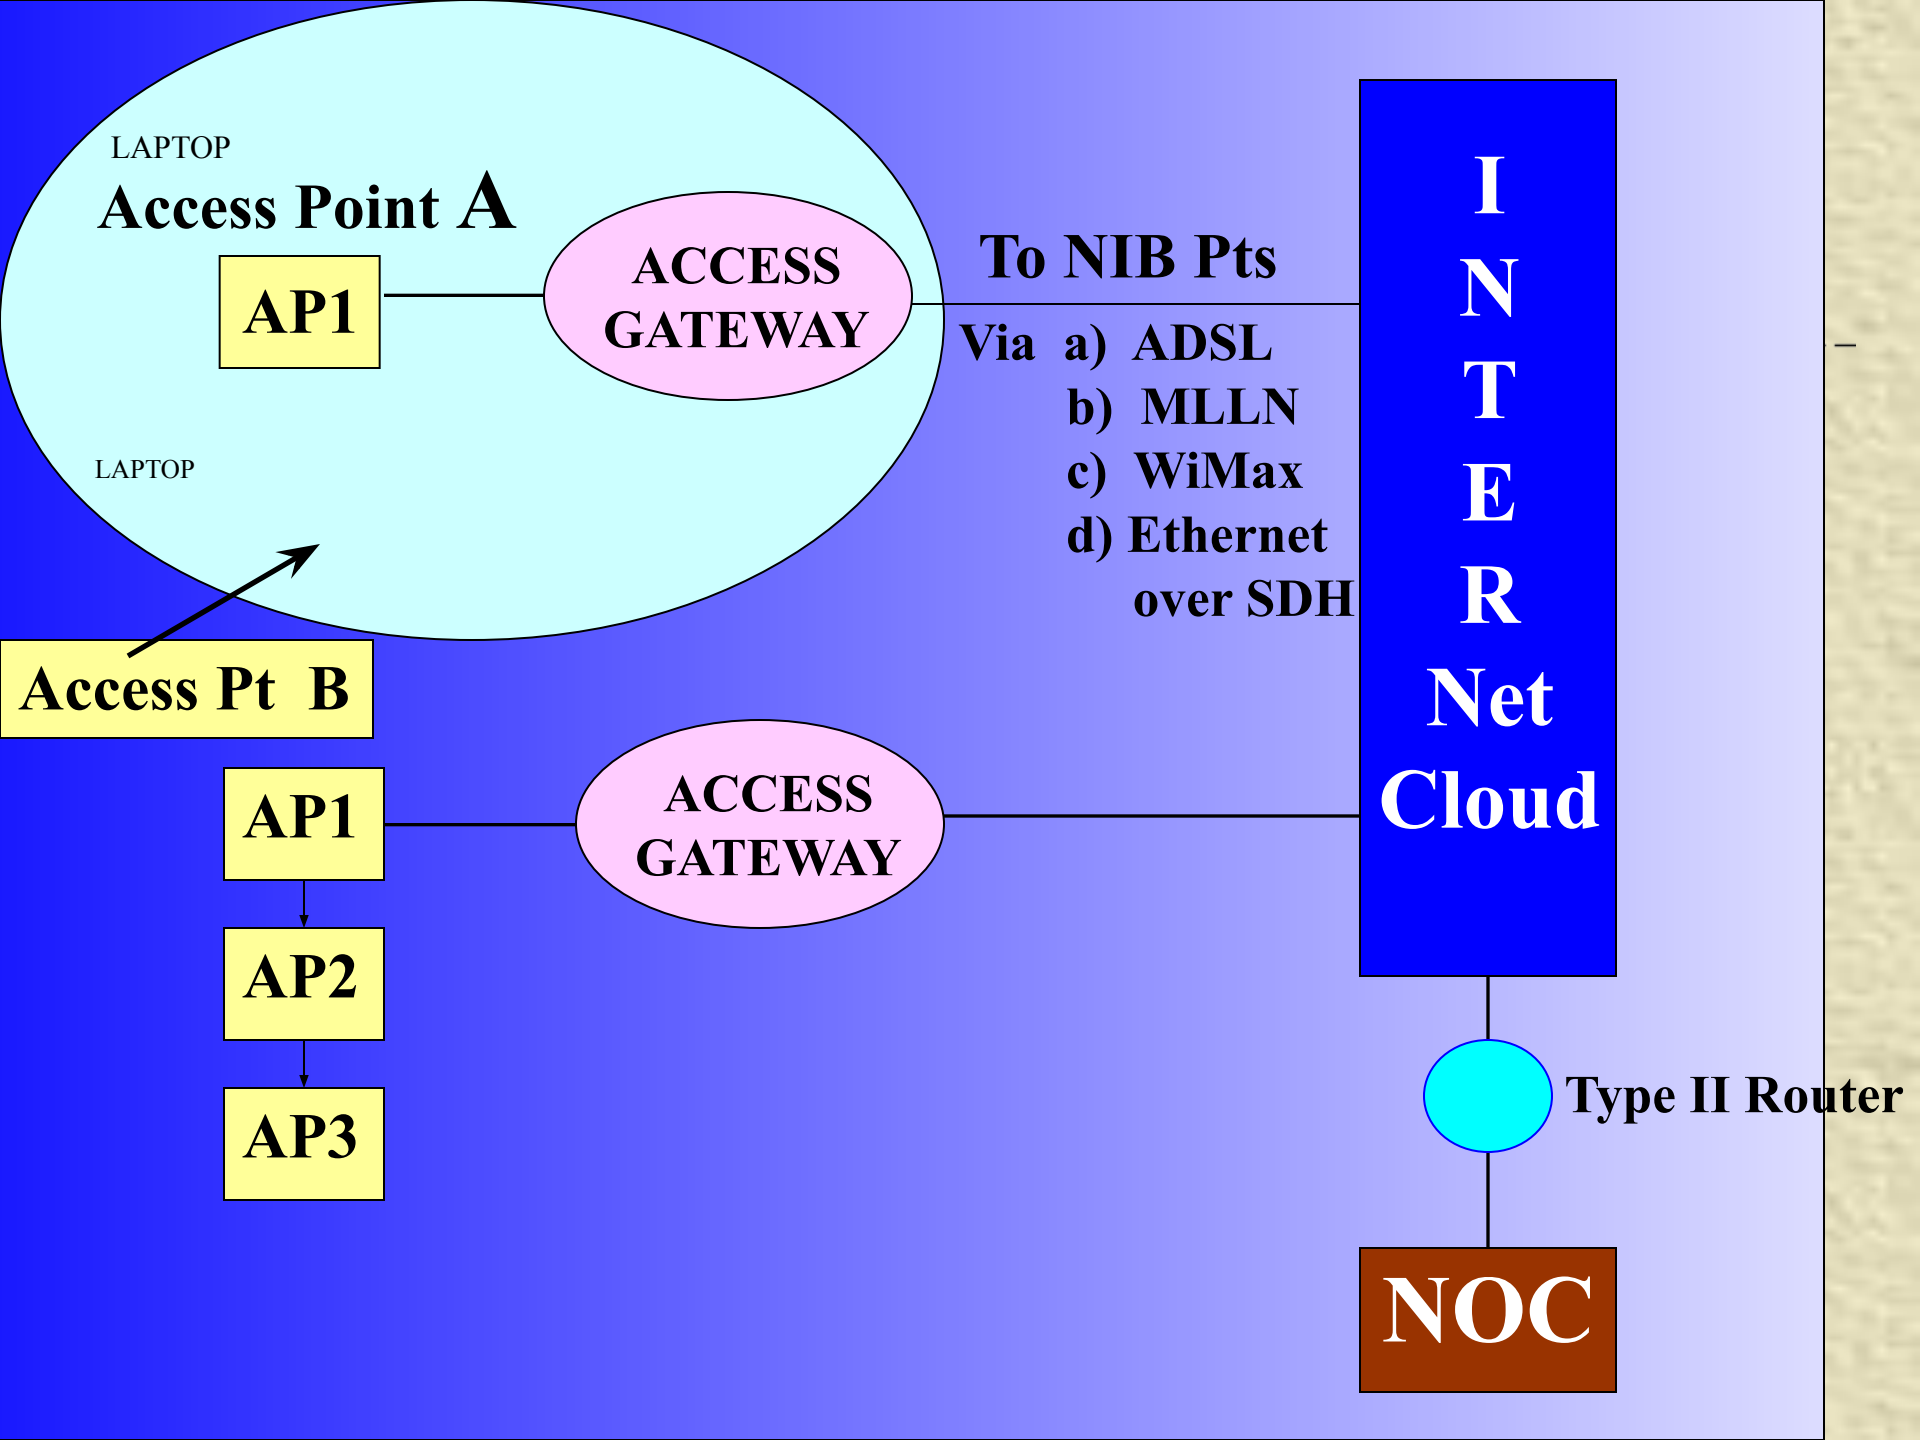 LAPTOP
Access Point A
AP1
ACCESS
GATEWAY
LAPTOP
To NIB Pts
Via a) ADSL
b) MLLN
c) WiMax
d) Ethernet
over SDH
I
N
T
E
R
Net
Cloud
Access Pt B
AP1
ACCESS
GATEWAY
AP2
AP3
Type II Router
NOC